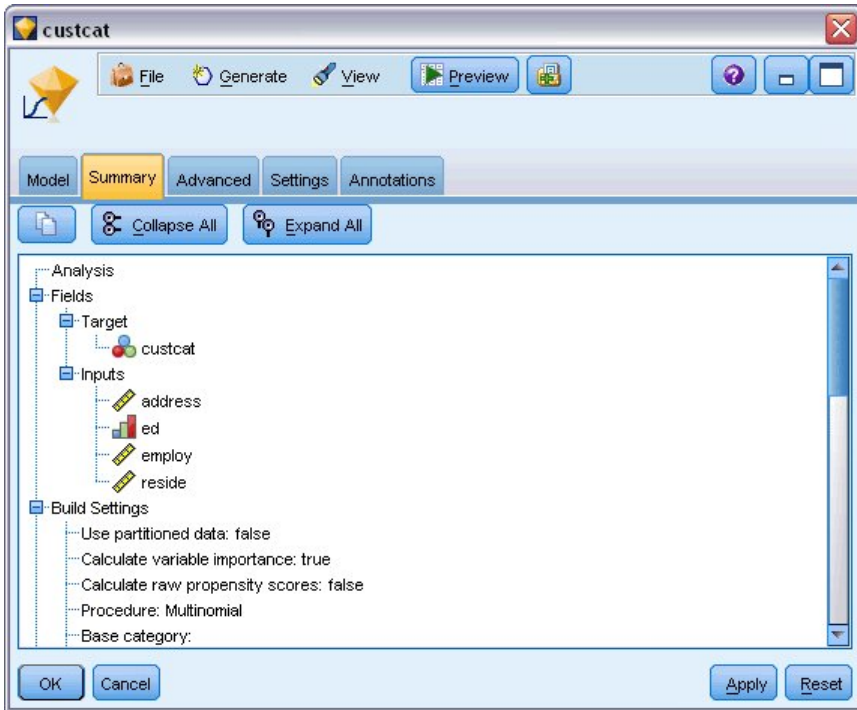 custcat
File Generate View Preview
Model Summary Advanced Settings Annotations
Collapse All Expand All
Analysis
Fields
Target
custcat
Inputs
address
ed
employ
reside
Build Settings
Use partitioned data: false
Calculate variable importance: true
Calculate raw propensity scores: false
Procedure: Multinomial
Base category:
OK Cancel Apply Reset